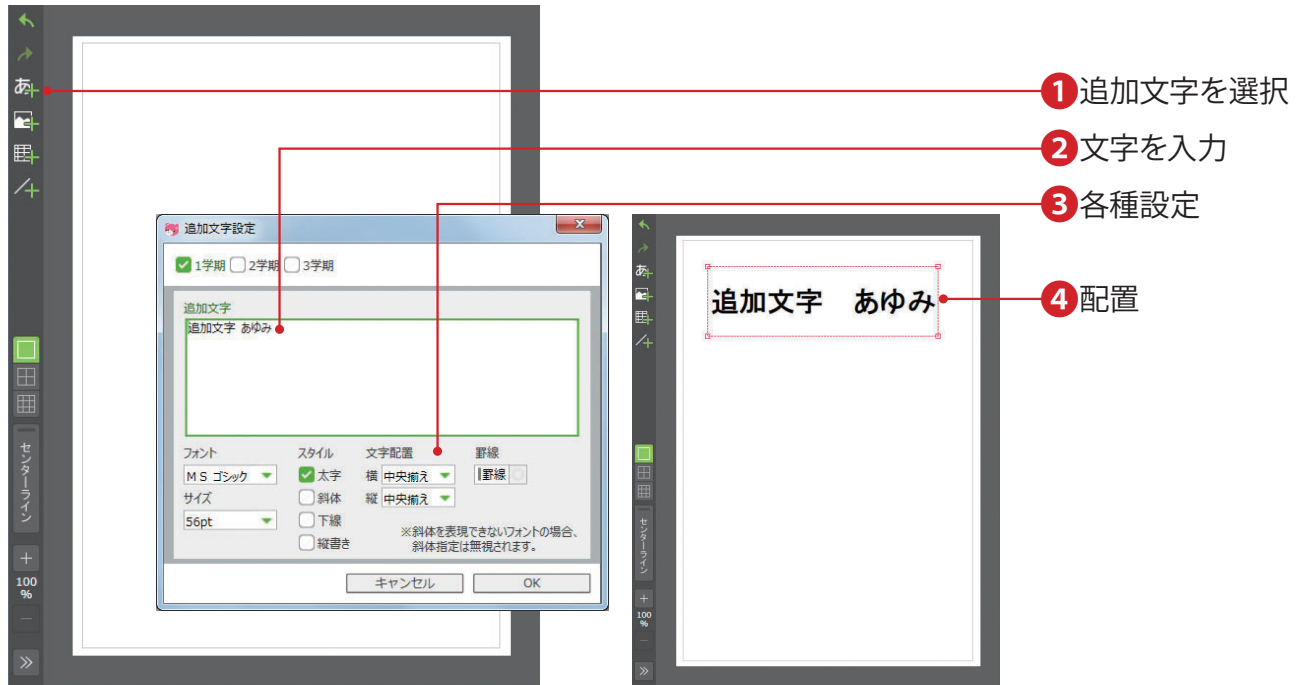 あ
❶追加文字を選択
❷文字を入力
❸各種設定
❹配置
追加文字設定
1学期 2学期 3学期
追加文字
追加文字 あゆみ
フォント スタイル 文字配置 罫線
ＭＳ ゴシック 太字 横 中央揃え 罫線
サイズ 斜体 縦 中央揃え
56pt 下線
縦書き
※斜体を表現できないフォントの場合、
斜体指定は無視されます。
キャンセル OK
センターライン
100
%
あ
追加文字　あゆみ
センターライン
100
%